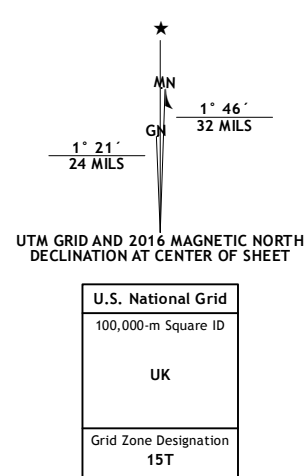 ★
MN
1° 46´
32 MILS
GN
1° 21´
24 MILS
UTM GRID AND 2016 MAGNETIC NORTH
DECLINATION AT CENTER OF SHEET
U.S. National Grid
100,000-m Square ID
UK
Grid Zone Designation
15T